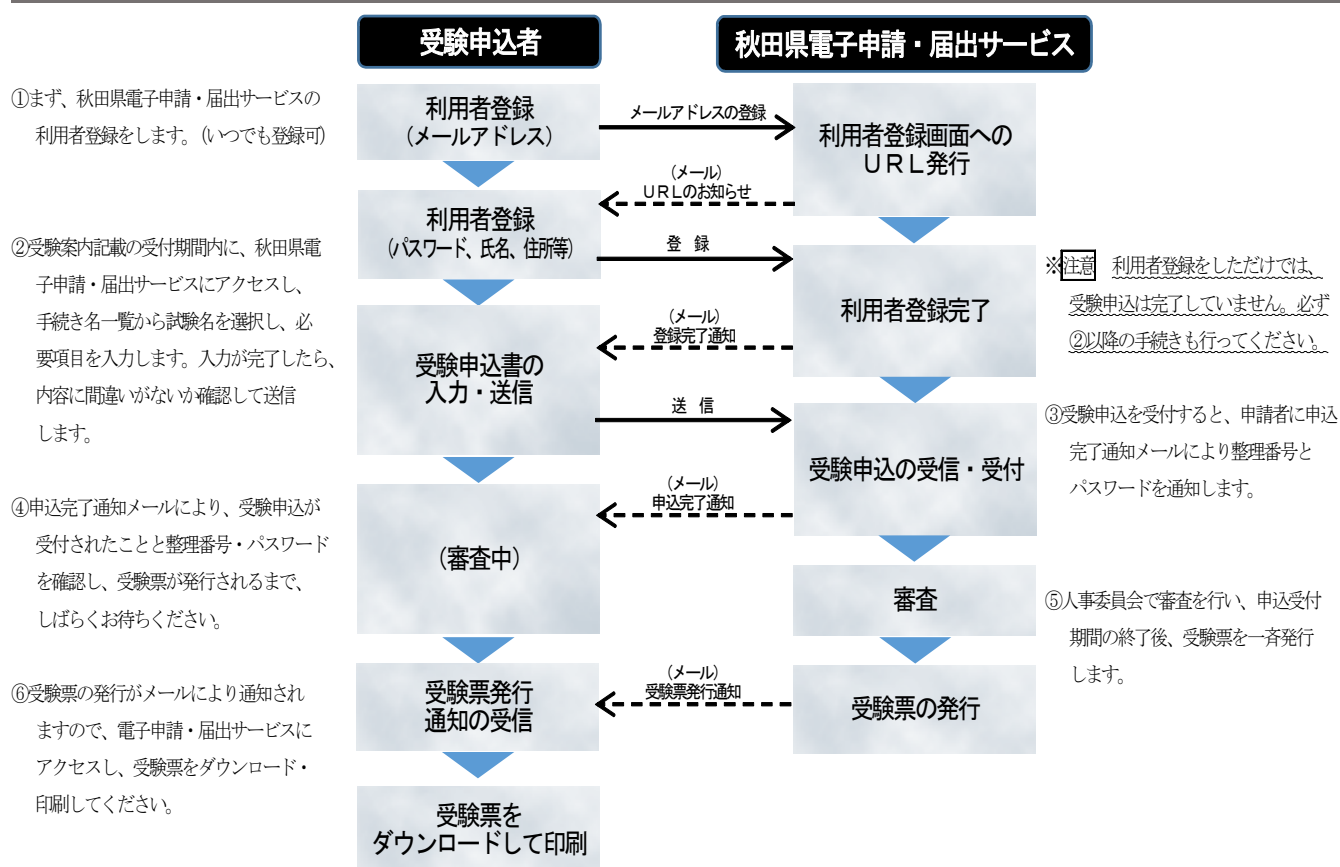 受験申込者
秋田県電子申請・届出サービス
①まず、秋田県電子申請・届出サービスの
利用者登録をします。(いつでも登録可)
利用者登録
(メールアドレス)
メールアドレスの登録
利用者登録画面への
ＵＲＬ発行
(メール)
ＵＲＬのお知らせ
利用者登録
(パスワード、氏名、住所等)
登 録
②受験案内記載の受付期間内に、秋田県電
子申請・届出サービスにアクセスし、
手続き名一覧から試験名を選択し、必
要項目を入力します。入力が完了したら、
内容に間違いがないか確認して送信
します。
利用者登録完了
※注意 利用者登録をしただけでは、
受験申込は完了していません。必ず
②以降の手続きも行ってください。
(メール)
登録完了通知
受験申込書の
入力・送信
送 信
受験申込の受信・受付
③受験申込を受付すると、申請者に申込
完了通知メールにより整理番号と
パスワードを通知します。
(メール)
申込完了通知
④申込完了通知メールにより、受験申込が
受付されたことと整理番号・パスワード
を確認し、受験票が発行されるまで、
しばらくお待ちください。
(審査中)
審査
⑤人事委員会で審査を行い、申込受付
期間の終了後、受験票を一斉発行
します。
(メール)
受験票発行通知
受験票発行
通知の受信
受験票の発行
⑥受験票の発行がメールにより通知され
ますので、電子申請・届出サービスに
アクセスし、受験票をダウンロード・
印刷してください。
受験票を
ダウンロードして印刷